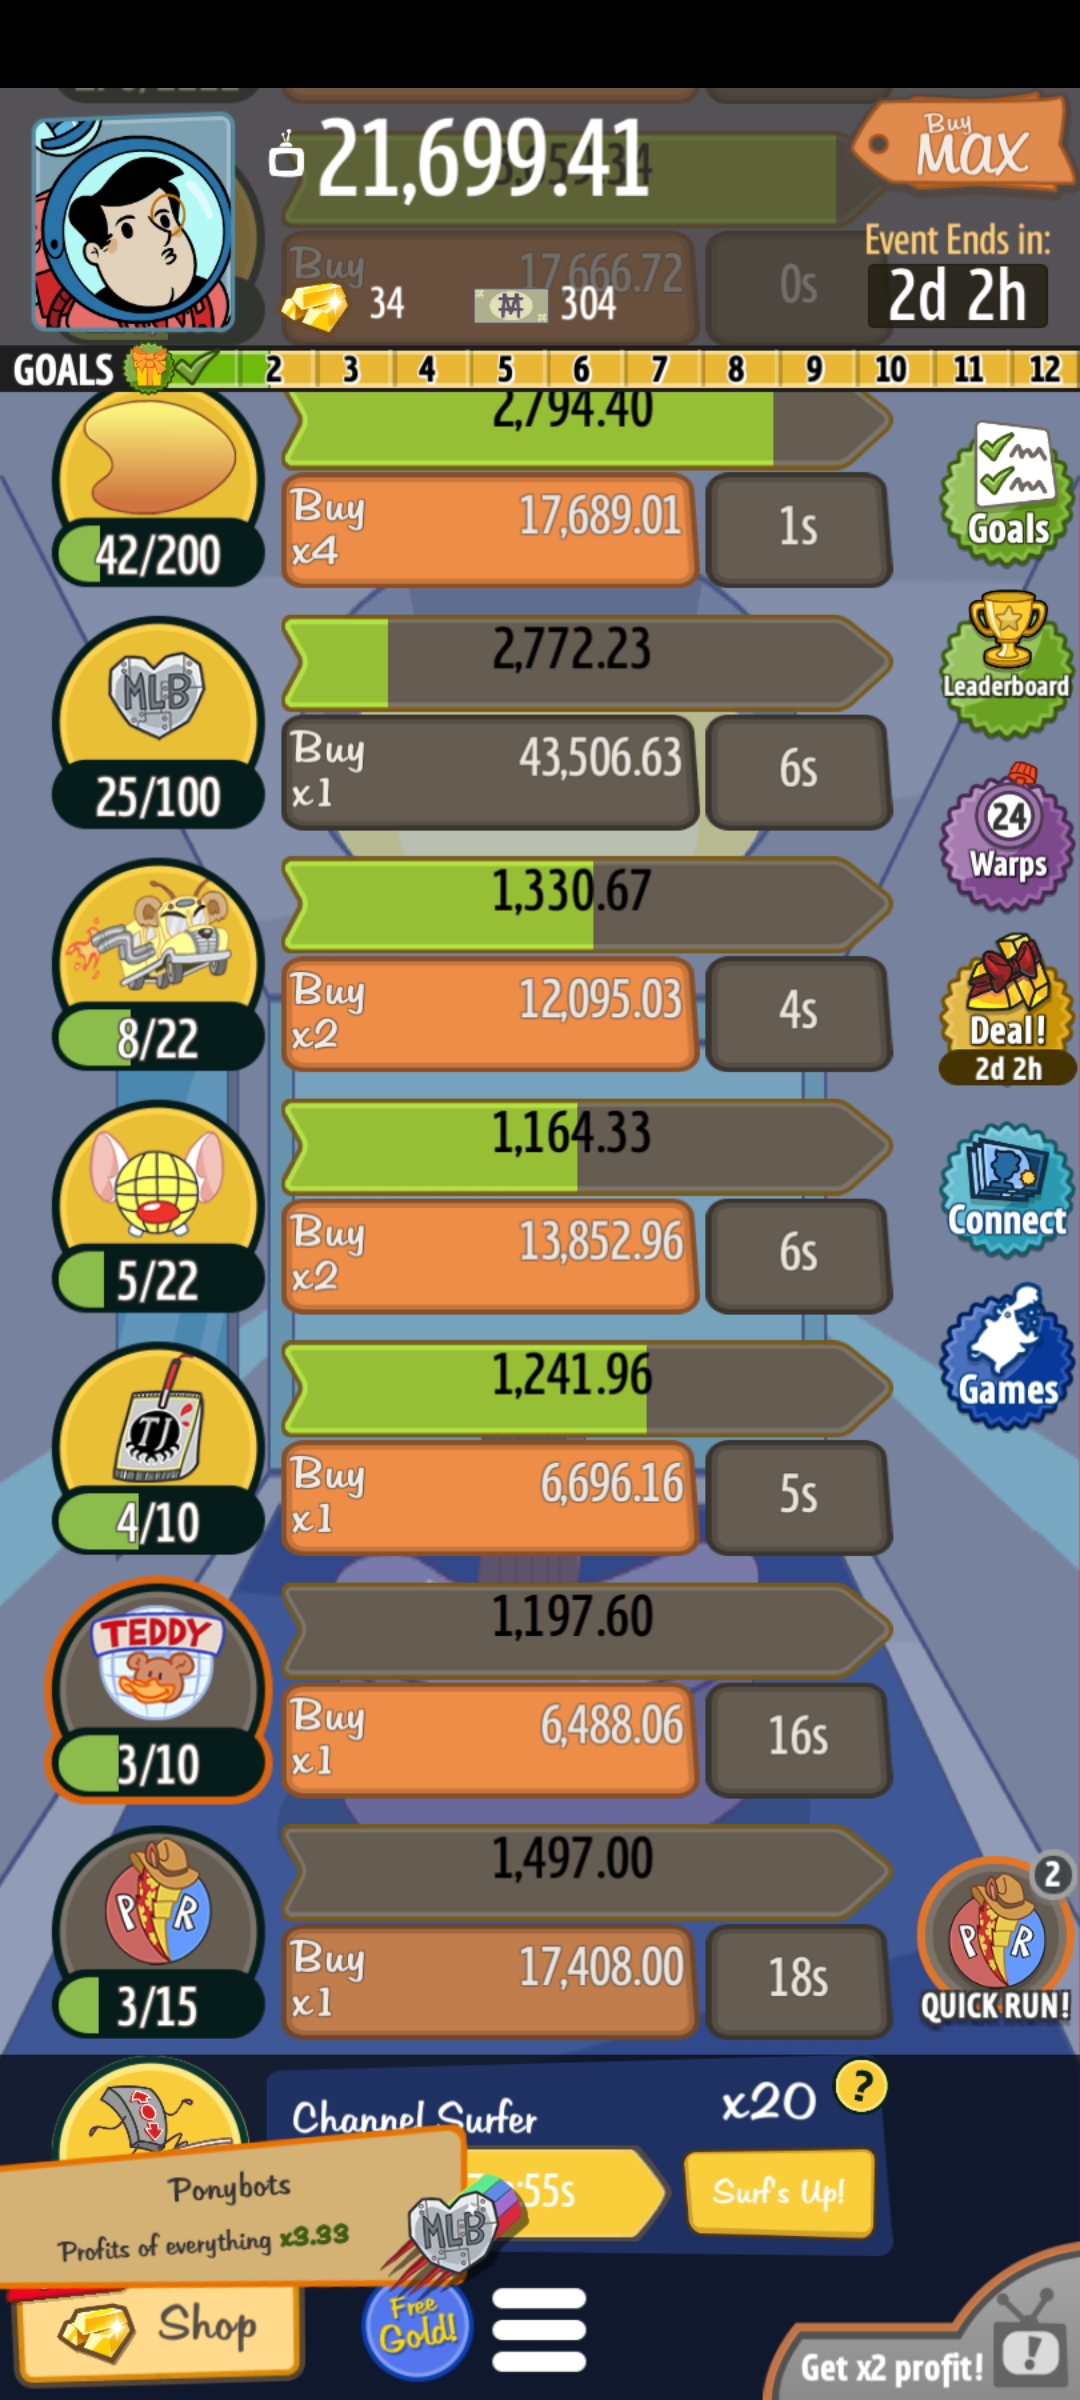 21,699.41
Buy
MAX
Event Ends in:
2d 2h
Buy
17,666.72
0s
34
304
GOALS 2 3 4 5 6 7 8 9 10 11 12
2,794.40
42/200
Buy
x4
17,689.01
1s
Goals
MLB
2,772.23
25/100
Buy
x1
43,506.63
6s
Leaderboard
24
Warps
1,330.67
8/22
Buy
x2
12,095.03
4s
Deal!
2d 2h
1,164.33
5/22
Buy
x2
13,852.96
6s
Connect
TJ
1,241.96
4/10
Buy
x1
6,696.16
5s
Games
TEDDY
1,197.60
3/10
Buy
x1
6,488.06
16s
P R
1,497.00
3/15
Buy
x1
17,408.00
18s
2
P R
QUICK RUN!
Channel Surfer
x20
?
:55s
Surf's Up!
Ponybots
Profits of everything x3.33
MLB
Shop
Free
Gold!
Get x2 profit!